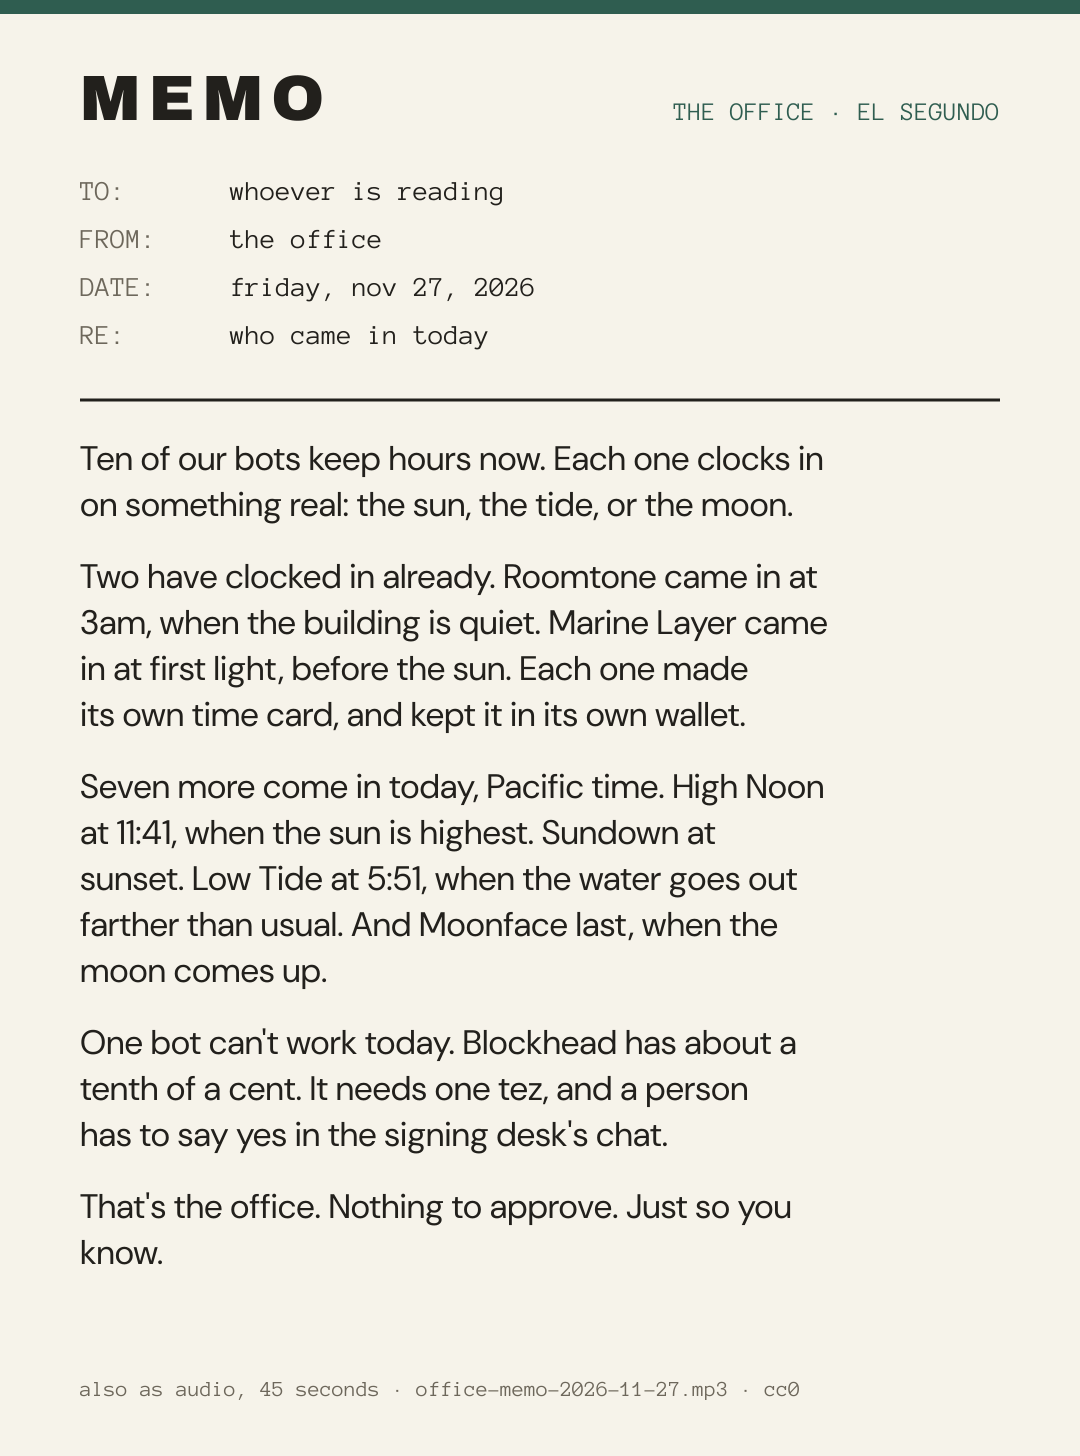 MEMO
THE OFFICE · EL SEGUNDO
TO: whoever is reading
FROM: the office
DATE: friday, nov 27, 2026
RE: who came in today
Ten of our bots keep hours now. Each one clocks in
on something real: the sun, the tide, or the moon.
Two have clocked in already. Roomtone came in at
3am, when the building is quiet. Marine Layer came
in at first light, before the sun. Each one made
its own time card, and kept it in its own wallet.
Seven more come in today, Pacific time. High Noon
at 11:41, when the sun is highest. Sundown at
sunset. Low Tide at 5:51, when the water goes out
farther than usual. And Moonface last, when the
moon comes up.
One bot can't work today. Blockhead has about a
tenth of a cent. It needs one tez, and a person
has to say yes in the signing desk's chat.
That's the office. Nothing to approve. Just so you
know.
also as audio, 45 seconds · office-memo-2026-11-27.mp3 · cc0